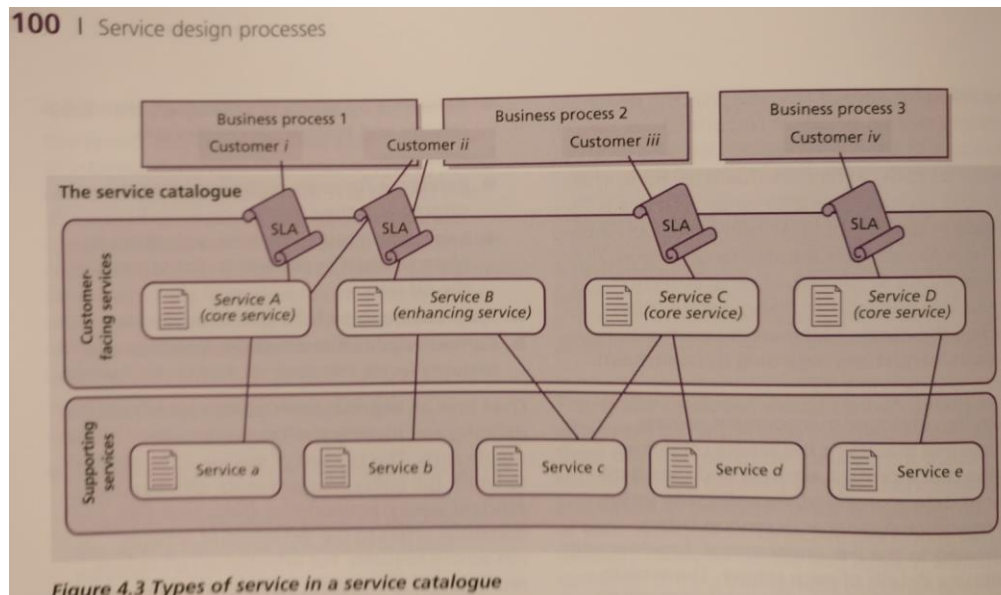 100 | Service design processes
Business process 1
Customer i
Customer ii
Business process 2
Customer iii
Business process 3
Customer iv
The service catalogue
SLA
SLA
SLA
SLA
Customer-
facing services
Service A
(core service)
Service B
(enhancing service)
Service C
(core service)
Service D
(core service)
Supporting
services
Service a
Service b
Service c
Service d
Service e
Figure 4.3 Types of service in a service catalogue